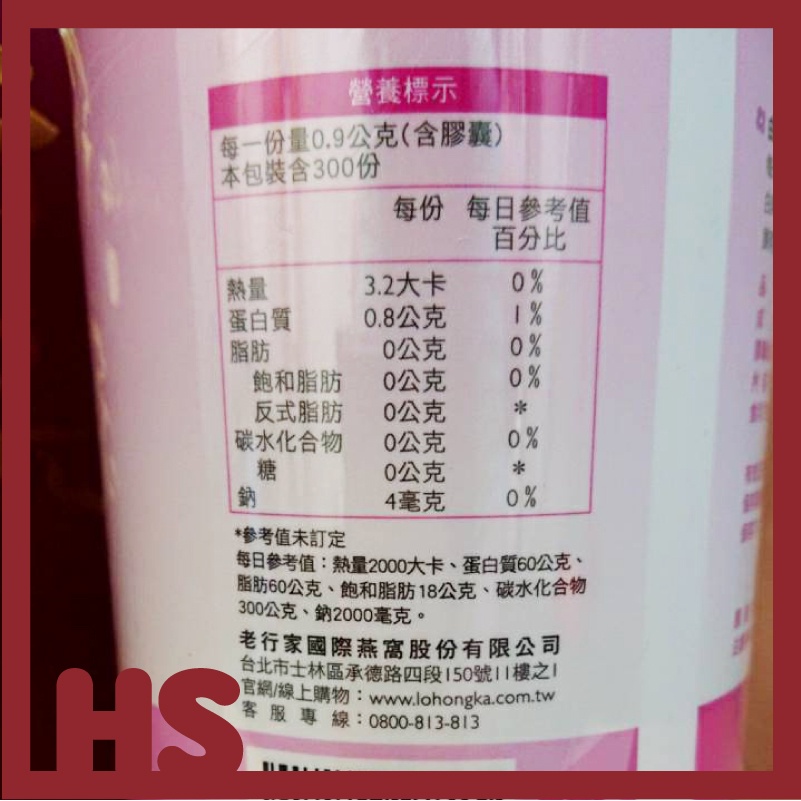 營養標示
每一份量0.9公克(含膠囊)
本包裝含300份
每份 每日參考值
百分比
熱量 3.2大卡 0%
蛋白質 0.8公克 1%
脂肪 0公克 0%
飽和脂肪 0公克 0%
反式脂肪 0公克 *
碳水化合物 0公克 0%
糖 0公克 *
鈉 4毫克 0%
*參考值未訂定
每日參考值：熱量2000大卡、蛋白質60公克、
脂肪60公克、飽和脂肪18公克、碳水化合物
300公克、鈉2000毫克。
老行家國際燕窩股份有限公司
台北市士林區承德路四段150號11樓之1
官網/線上購物：www.lohongka.com.tw
客服專線：0800-813-813
HS